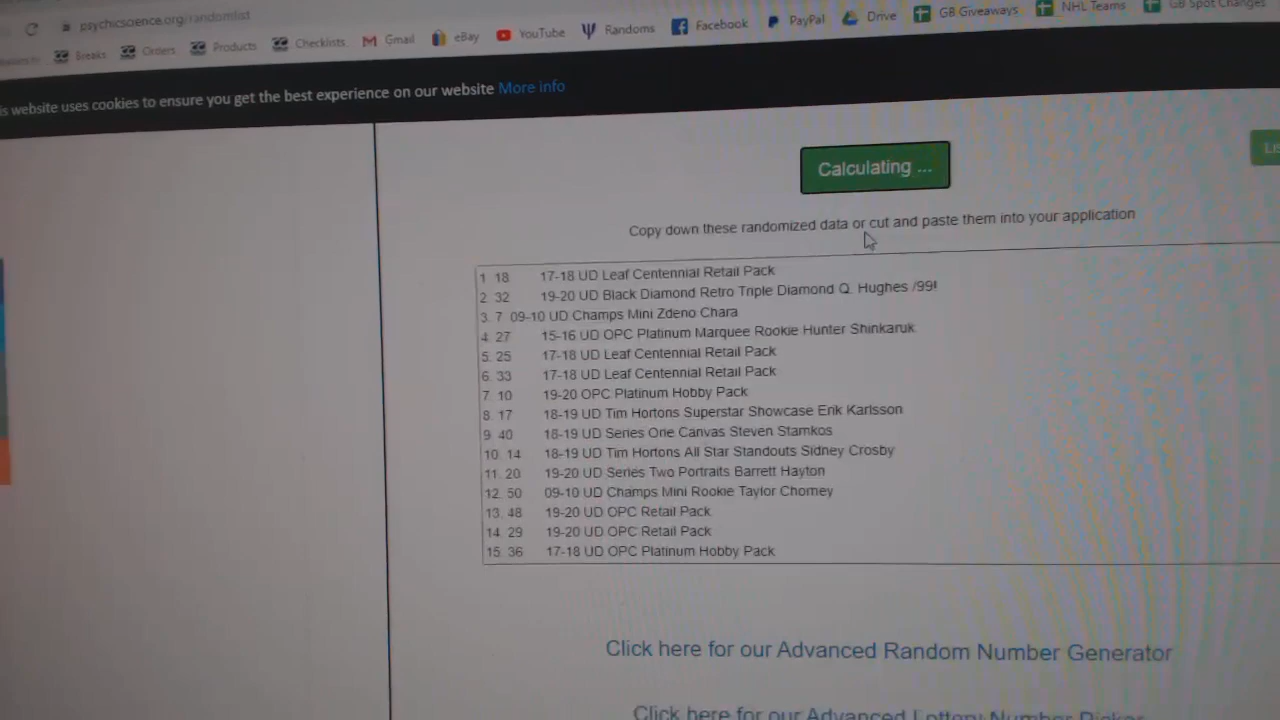 psychicscience.org/randomlist
Breaks Orders Products Checklists Gmail eBay YouTube Randoms Facebook PayPal Drive GB Giveaways NHL Teams GB Spot Changes
is website uses cookies to ensure you get the best experience on our website More info
Calculating ...
Copy down these randomized data or cut and paste them into your application
1. 18 17-18 UD Leaf Centennial Retail Pack
2. 32 19-20 UD Black Diamond Retro Triple Diamond Q. Hughes /99!
3. 7 09-10 UD Champs Mini Zdeno Chara
4. 27 15-16 UD OPC Platinum Marquee Rookie Hunter Shinkaruk
5. 25 17-18 UD Leaf Centennial Retail Pack
6. 33 17-18 UD Leaf Centennial Retail Pack
7. 10 19-20 OPC Platinum Hobby Pack
8. 17 18-19 UD Tim Hortons Superstar Showcase Erik Karlsson
9. 40 18-19 UD Series One Canvas Steven Stamkos
10. 14 18-19 UD Tim Hortons All Star Standouts Sidney Crosby
11. 20 19-20 UD Series Two Portraits Barrett Hayton
12. 50 09-10 UD Champs Mini Rookie Taylor Chorney
13. 48 19-20 UD OPC Retail Pack
14. 29 19-20 UD OPC Retail Pack
15. 36 17-18 UD OPC Platinum Hobby Pack
Click here for our Advanced Random Number Generator
Click here for our Advanced Lottery Number Picker